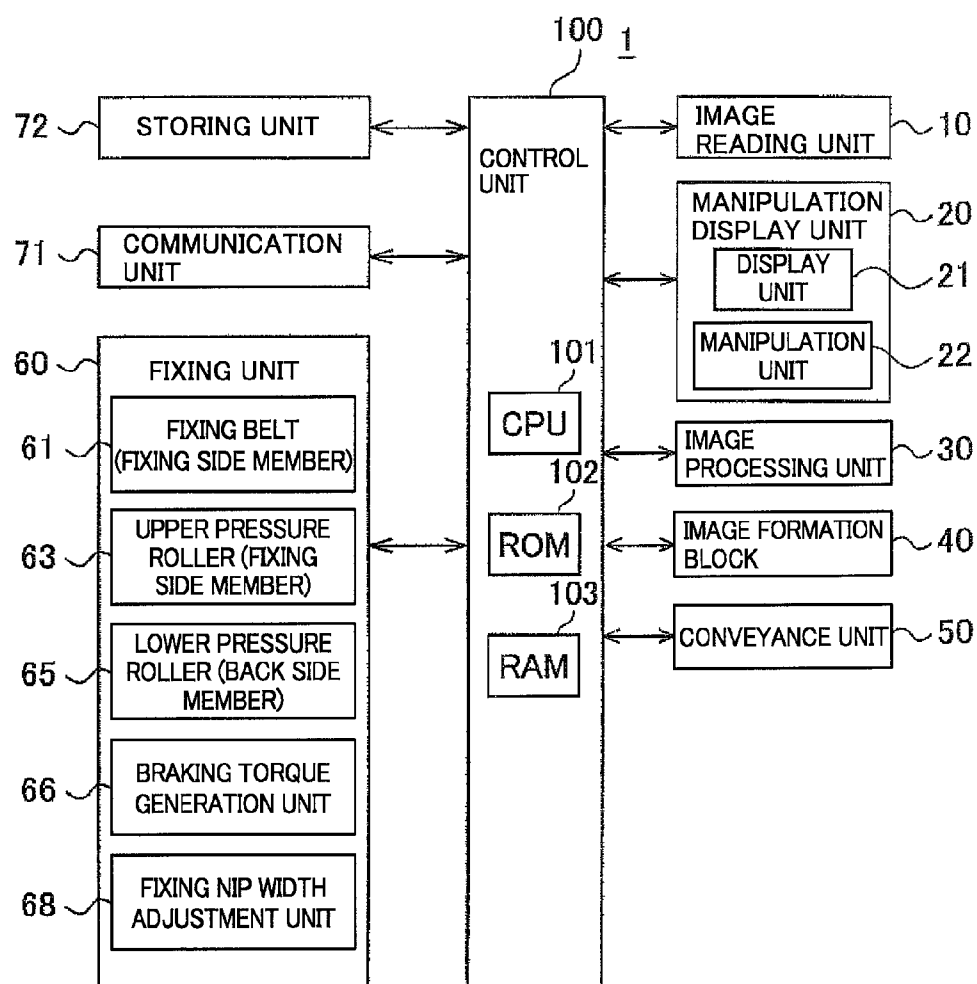 100
1
72
STORING UNIT
71
COMMUNICATION
UNIT
60
FIXING UNIT
61
FIXING BELT
(FIXING SIDE MEMBER)
63
UPPER PRESSURE
ROLLER (FIXING
SIDE MEMBER)
65
LOWER PRESSURE
ROLLER (BACK SIDE
MEMBER)
66
BRAKING TORQUE
GENERATION UNIT
68
FIXING NIP WIDTH
ADJUSTMENT UNIT
CONTROL
UNIT
101
CPU
102
ROM
103
RAM
IMAGE
READING UNIT
10
MANIPULATION
DISPLAY UNIT
20
DISPLAY
UNIT
21
MANIPULATION
UNIT
22
IMAGE
PROCESSING UNIT
30
IMAGE FORMATION
BLOCK
40
CONVEYANCE UNIT
50